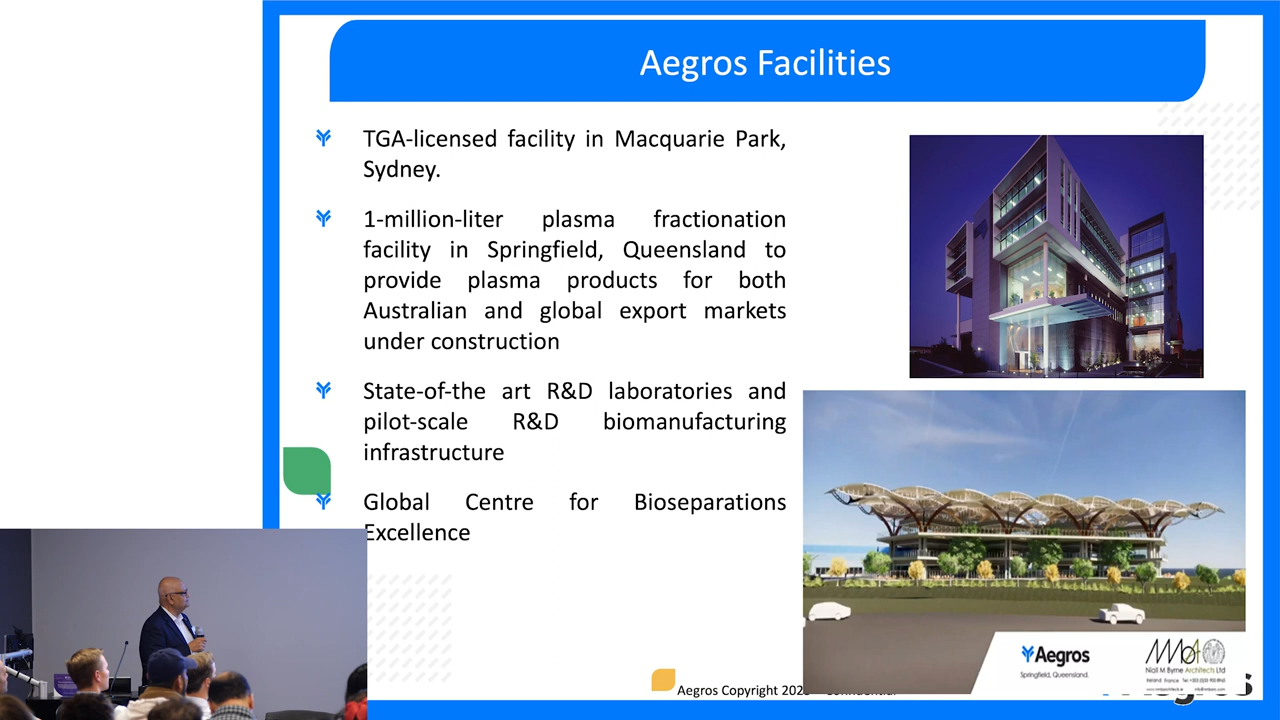 Aegros Facilities
TGA-licensed facility in Macquarie Park,
Sydney.
1-million-liter plasma fractionation
facility in Springfield, Queensland to
provide plasma products for both
Australian and global export markets
under construction
State-of-the art R&D laboratories and
pilot-scale R&D biomanufacturing
infrastructure
Global Centre for Bioseparations
Excellence
Aegros
Springfield, Queensland.
Niall M Byrne Architects Ltd
Ireland France
Aegros Copyright